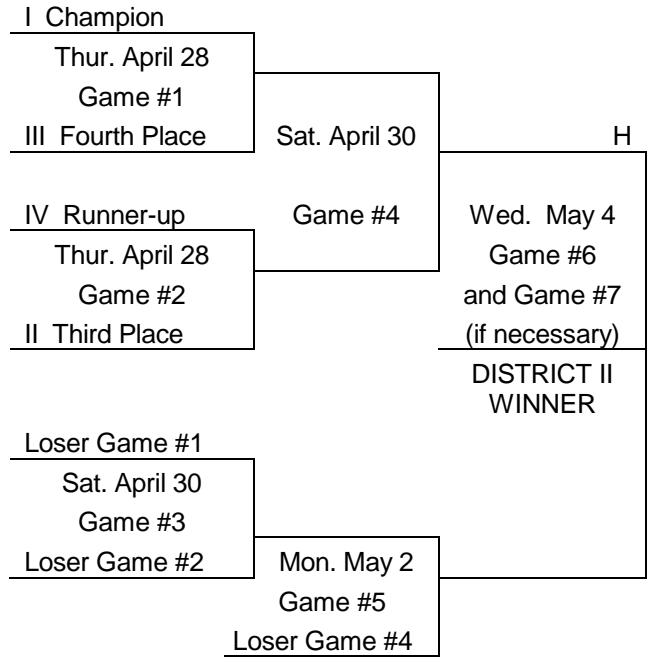 I Champion
Thur. April 28
Game #1
III Fourth Place
Sat. April 30
H
IV Runner-up
Game #4
Wed. May 4
Thur. April 28
Game #6
Game #2
and Game #7
II Third Place
(if necessary)
DISTRICT II
WINNER
Loser Game #1
Sat. April 30
Game #3
Loser Game #2
Mon. May 2
Game #5
Loser Game #4